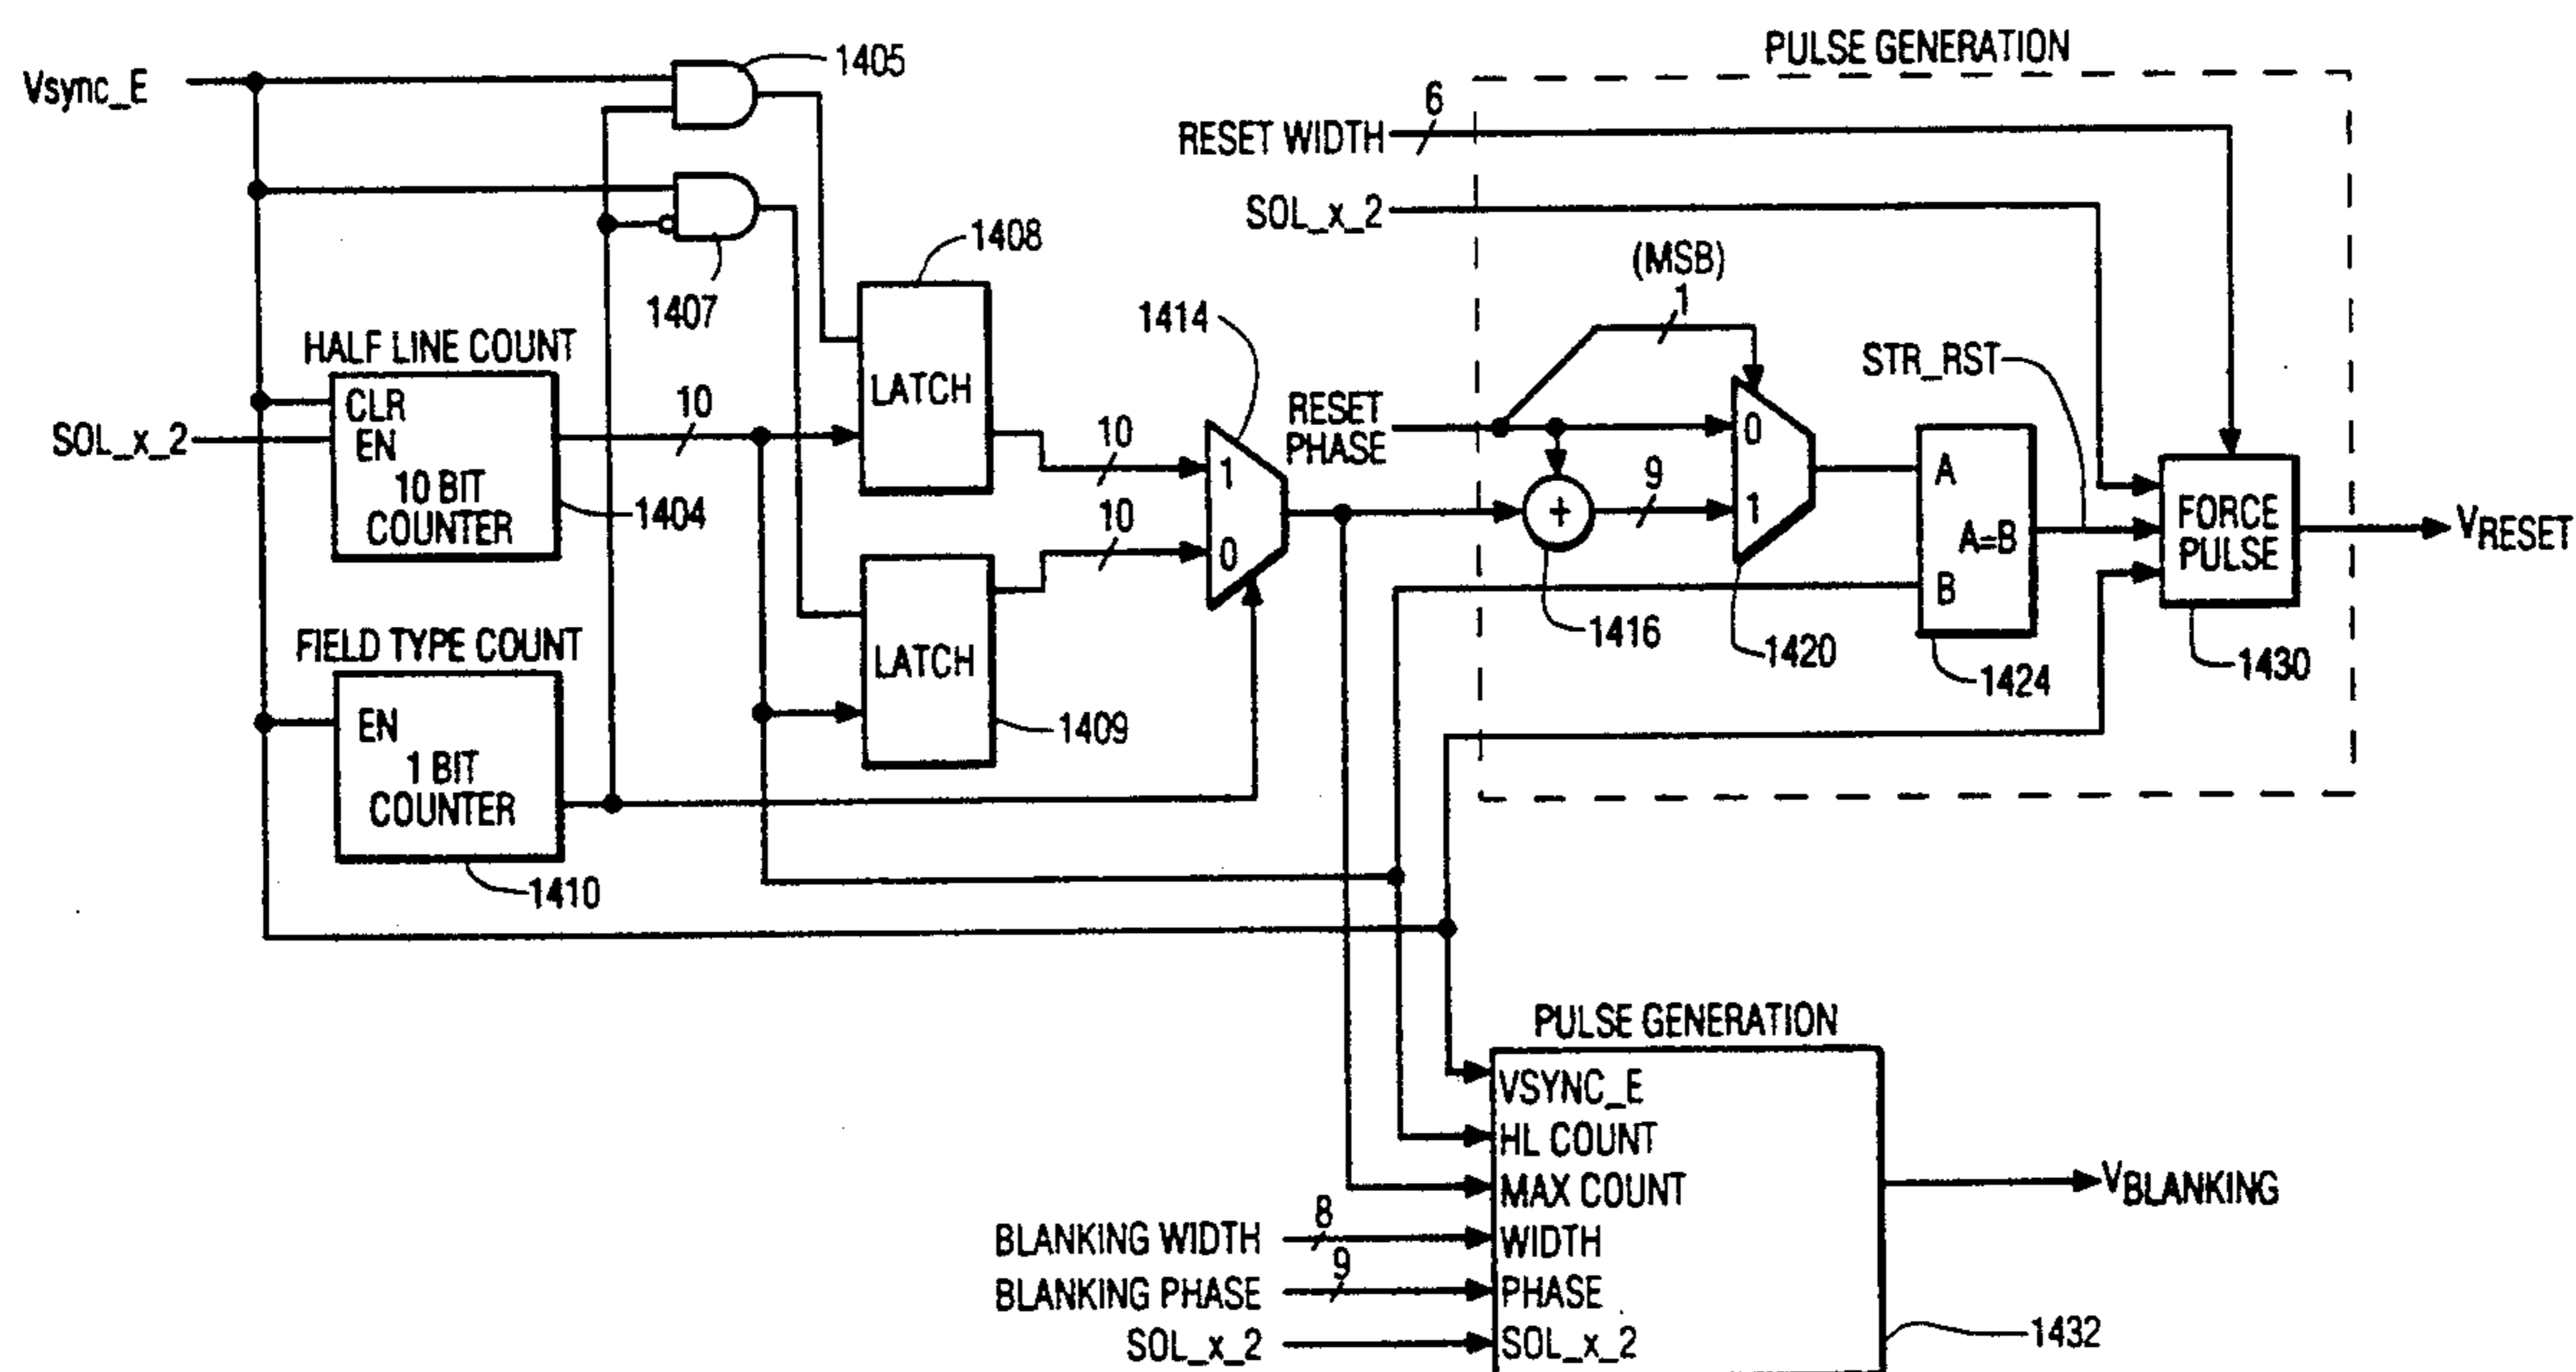 PULSE GENERATION
Vsync_E
1405
6
RESET WIDTH
SOL_x_2
1407
1408
(MSB)
1
1414
HALF LINE COUNT
CLR
EN
10 BIT
COUNTER
SOL_x_2
1404
10
LATCH
10
10
1
0
RESET
PHASE
STR_RST
0
1
9
+
1416
1420
A
A=B
B
1424
FORCE
PULSE
1430
VRESET
FIELD TYPE COUNT
EN
1 BIT
COUNTER
1410
LATCH
1409
PULSE GENERATION
VSYNC_E
HL COUNT
MAX COUNT
WIDTH
PHASE
SOL_x_2
BLANKING WIDTH
8
BLANKING PHASE
9
SOL_x_2
VBLANKING
1432